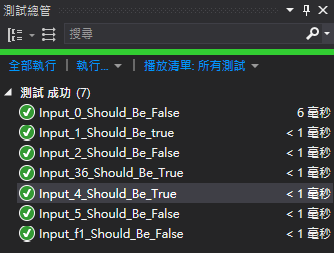 測試總管
搜尋
全部執行 | 執行... | 播放清單: 所有測試
測試成功 (7)
Input_0_Should_Be_False 6 毫秒
Input_1_Should_Be_true < 1 毫秒
Input_2_Should_Be_False < 1 毫秒
Input_36_Should_Be_True < 1 毫秒
Input_4_Should_Be_True < 1 毫秒
Input_5_Should_Be_False < 1 毫秒
Input_f1_Should_Be_False < 1 毫秒